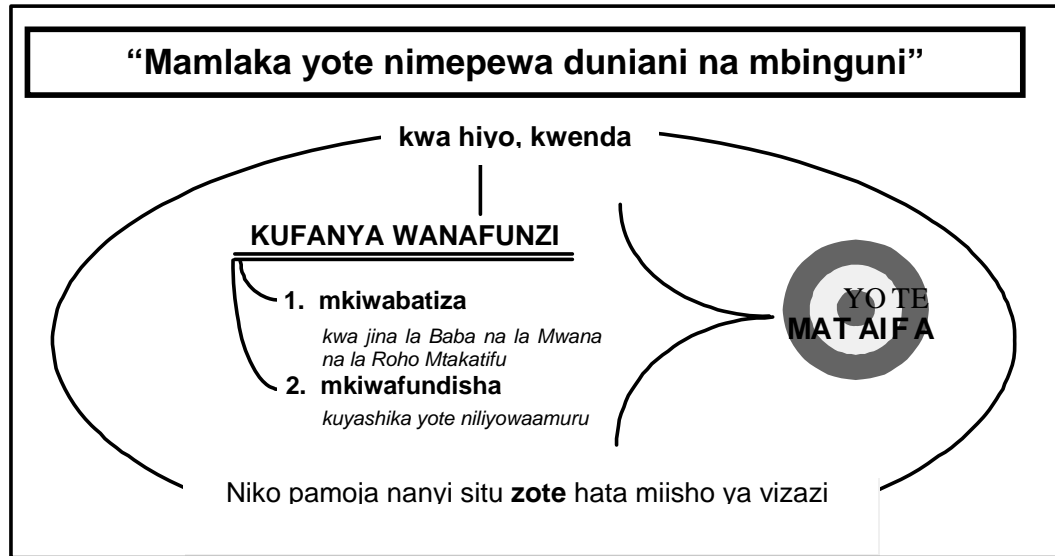 “Mamlaka yote nimepewa duniani na mbinguni”
kwa hiyo, kwenda
KUFANYA WANAFUNZI
1. mkiwabatiza
kwa jina la Baba na la Mwana
na la Roho Mtakatifu
2. mkiwafundisha
kuyashika yote niliyowaamuru
YOTE
MATAIFA
Niko pamoja nanyi situ zote hata miisho ya vizazi